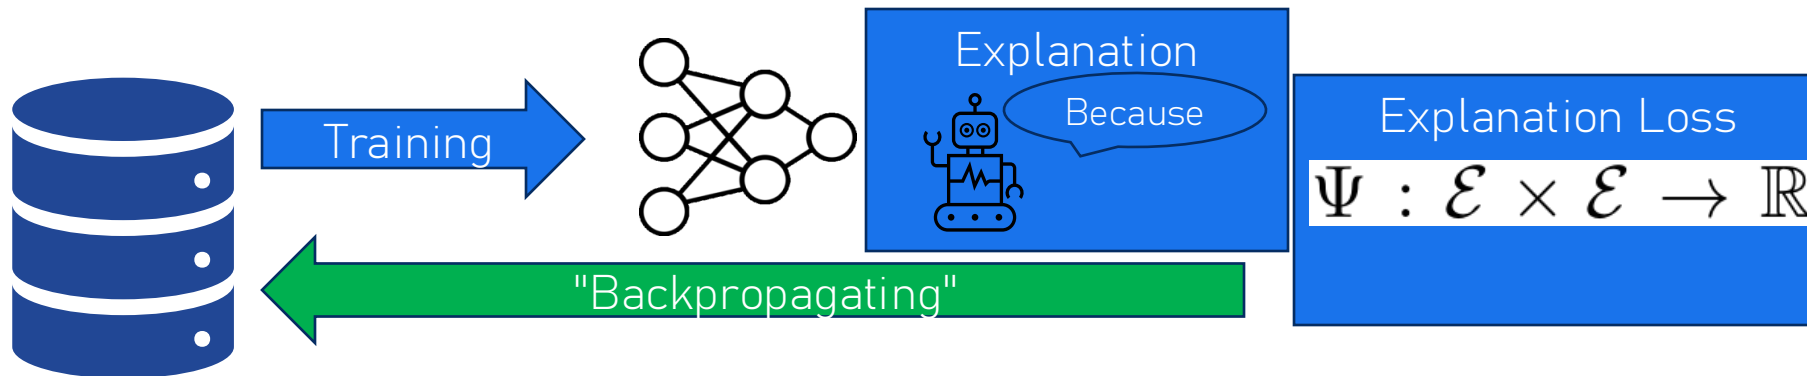 Explanation
Because
Training
Explanation Loss
Ψ : ℰ × ℰ → ℝ
"Backpropagating"